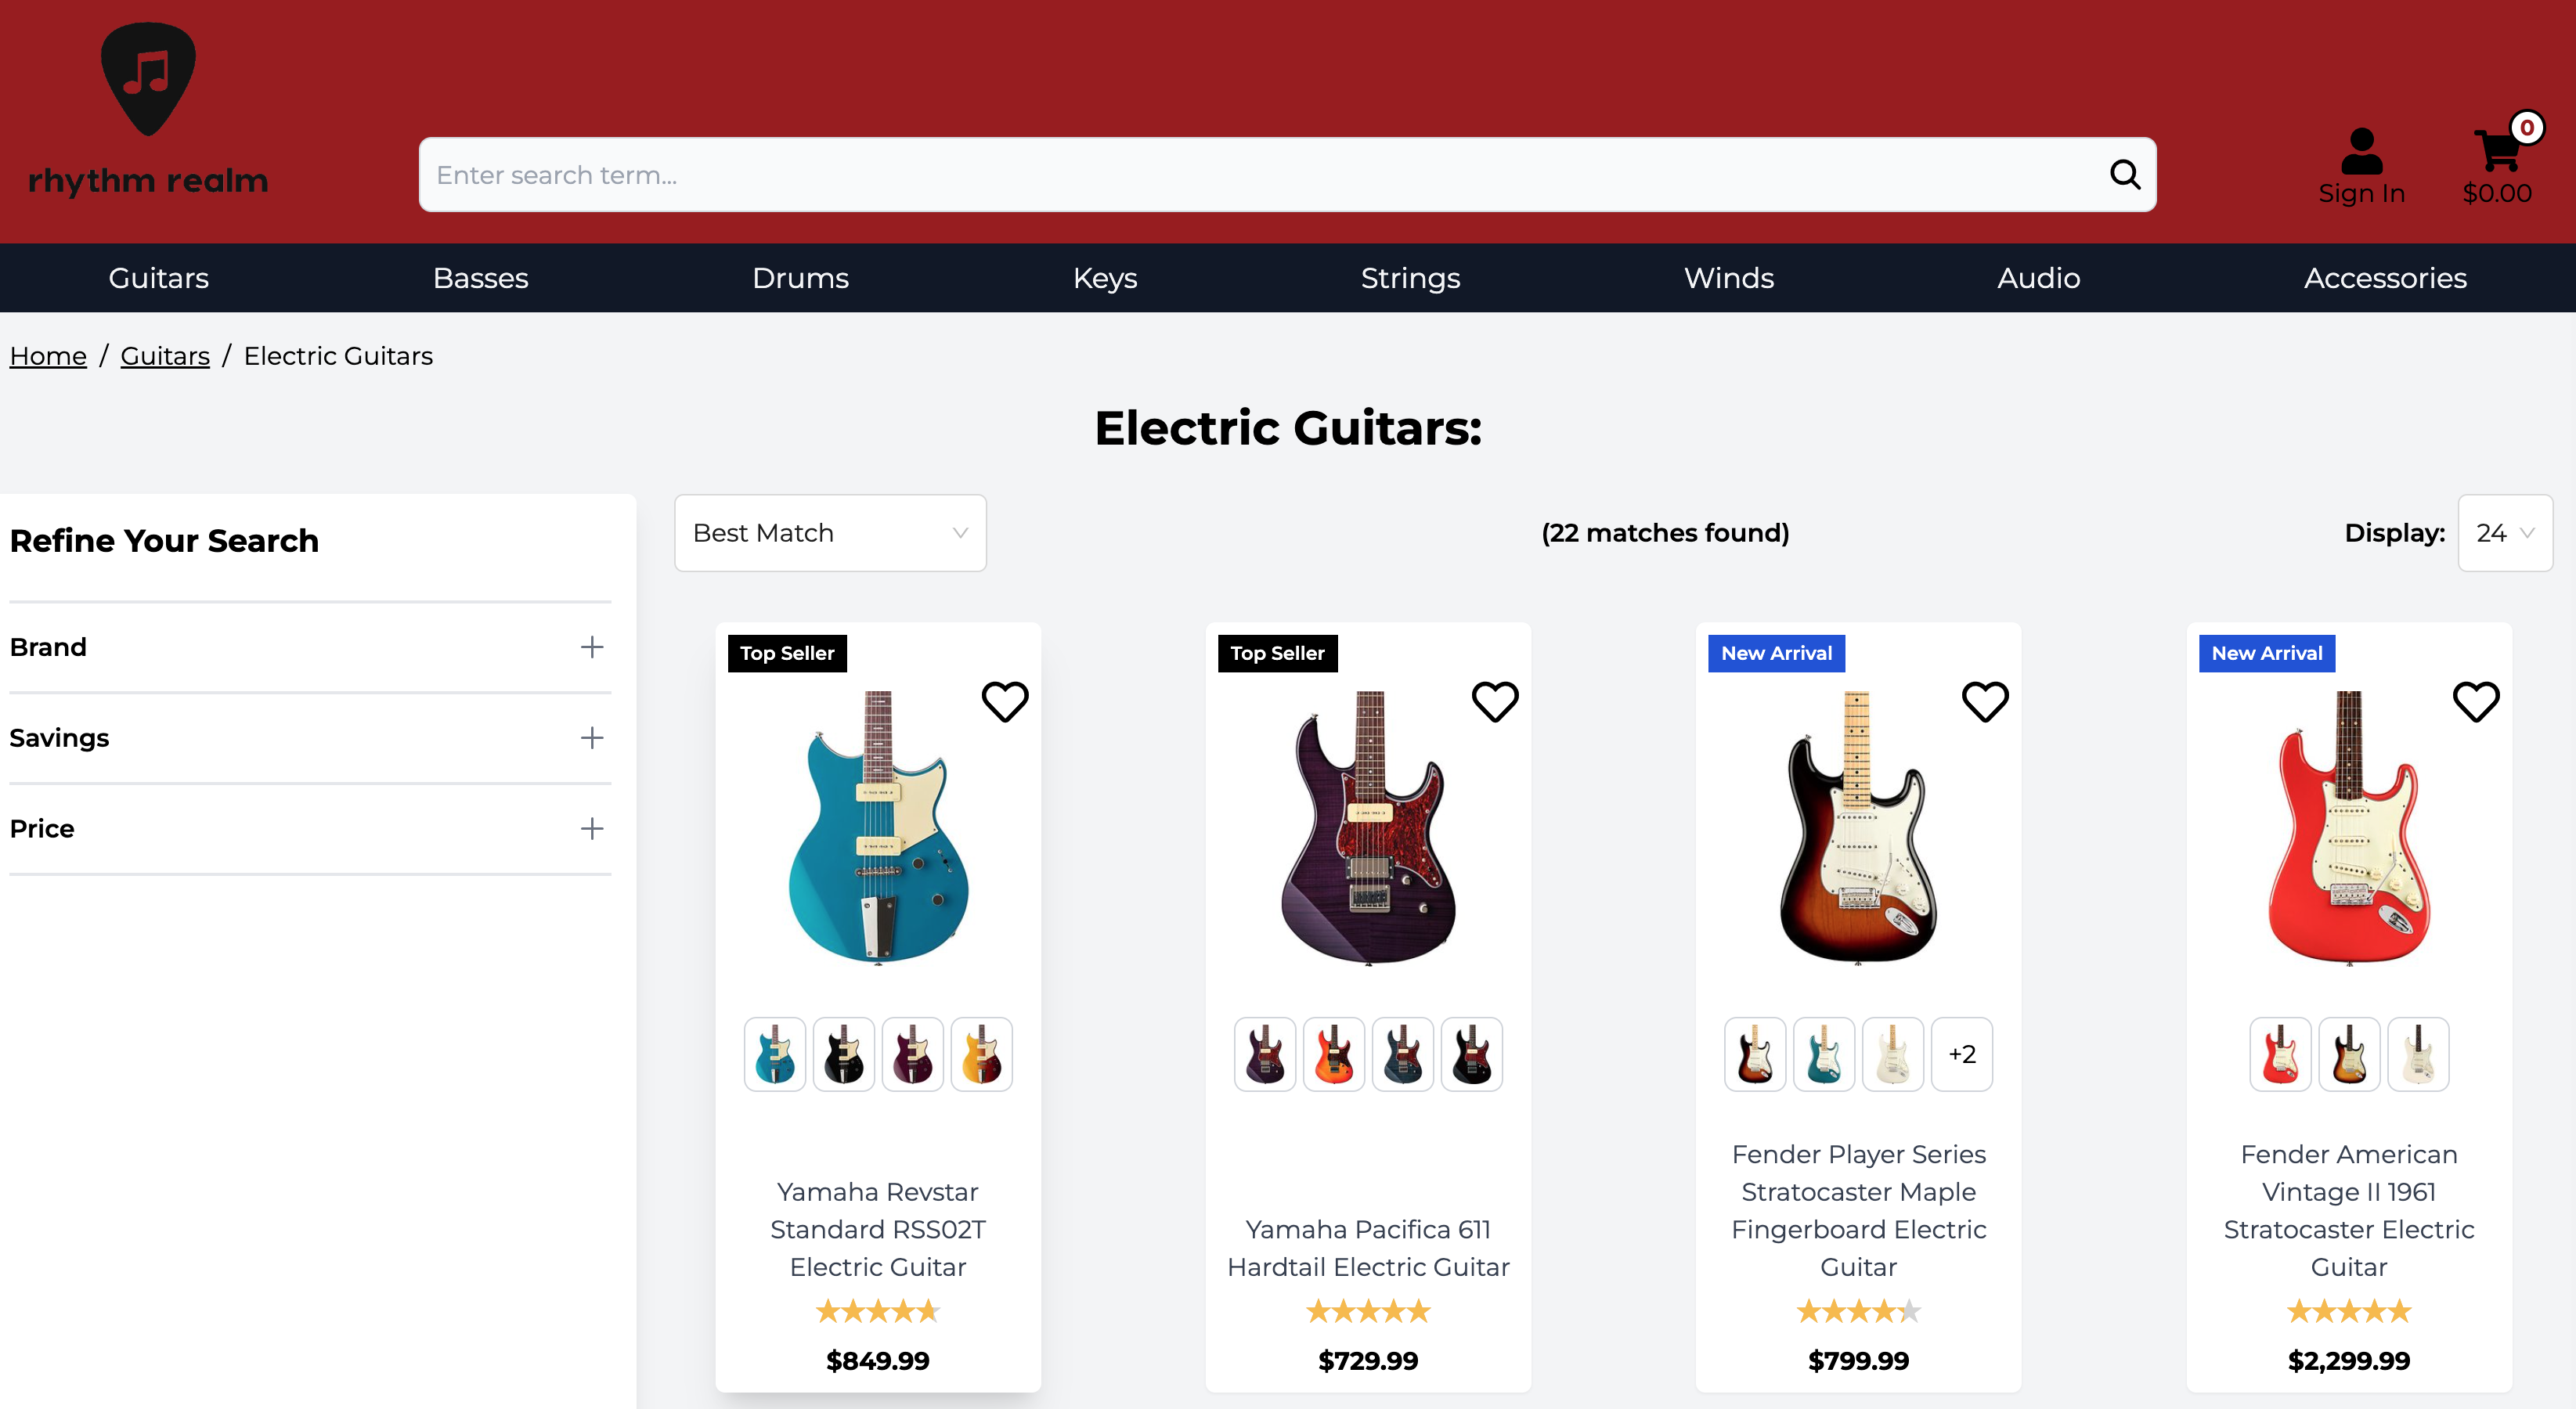 rhythm realm
Enter search term...
Sign In
0
$0.00
Guitars
Basses
Drums
Keys
Strings
Winds
Audio
Accessories
Home / Guitars / Electric Guitars
Electric Guitars:
Refine Your Search
Brand
Savings
Price
Best Match
(22 matches found)
Display:
24
Top Seller
Yamaha Revstar
Standard RSS02T
Electric Guitar
$849.99
Top Seller
Yamaha Pacifica 611
Hardtail Electric Guitar
$729.99
New Arrival
+2
Fender Player Series
Stratocaster Maple
Fingerboard Electric
Guitar
$799.99
New Arrival
Fender American
Vintage II 1961
Stratocaster Electric
Guitar
$2,299.99